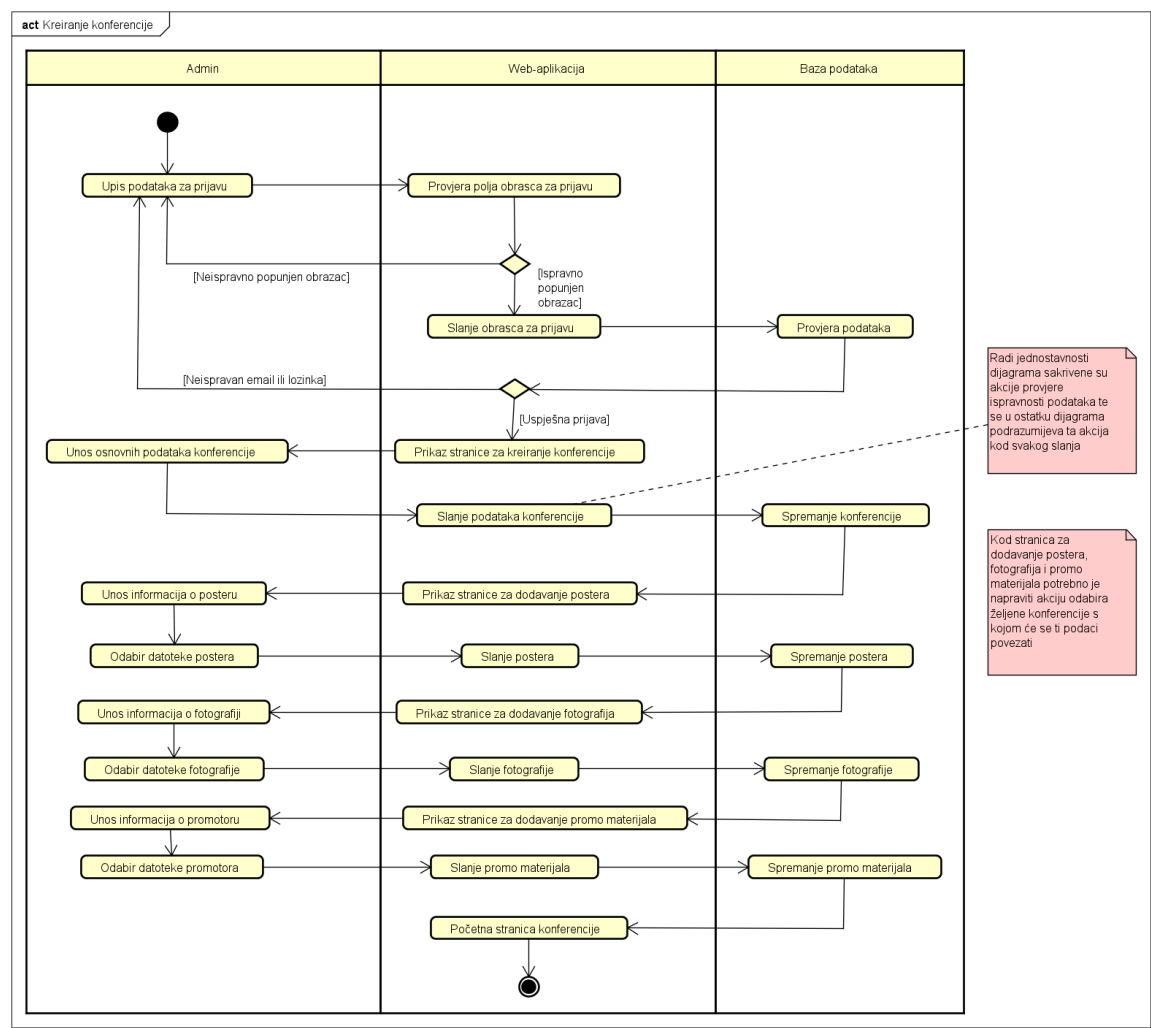 act Kreiranje konferencije
Admin
Web-aplikacija
Baza podataka
Upis podataka za prijavu
Provjera polja obrasca za prijavu
[Neispravno popunjen obrazac]
[Ispravno
popunjen
obrazac]
Slanje obrasca za prijavu
Provjera podataka
[Neispravan email ili lozinka]
[Uspješna prijava]
Unos osnovnih podataka konferencije
Prikaz stranice za kreiranje konferencije
Radi jednostavnosti
dijagrama sakrivene su
akcije provjere
ispravnosti podataka te
se u ostatku dijagrama
podrazumijeva ta akcija
kod svakog slanja
Slanje podataka konferencije
Spremanje konferencije
Kod stranica za
dodavanje postera,
fotografija i promo
materijala potrebno je
napraviti akciju odabira
željene konferencije s
kojom će se ti podaci
povezati
Unos informacija o posteru
Prikaz stranice za dodavanje postera
Odabir datoteke postera
Slanje postera
Spremanje postera
Unos informacija o fotografiji
Prikaz stranice za dodavanje fotografija
Odabir datoteke fotografije
Slanje fotografije
Spremanje fotografije
Unos informacija o promotoru
Prikaz stranice za dodavanje promo materijala
Odabir datoteke promotora
Slanje promo materijala
Spremanje promo materijala
Početna stranica konferencije